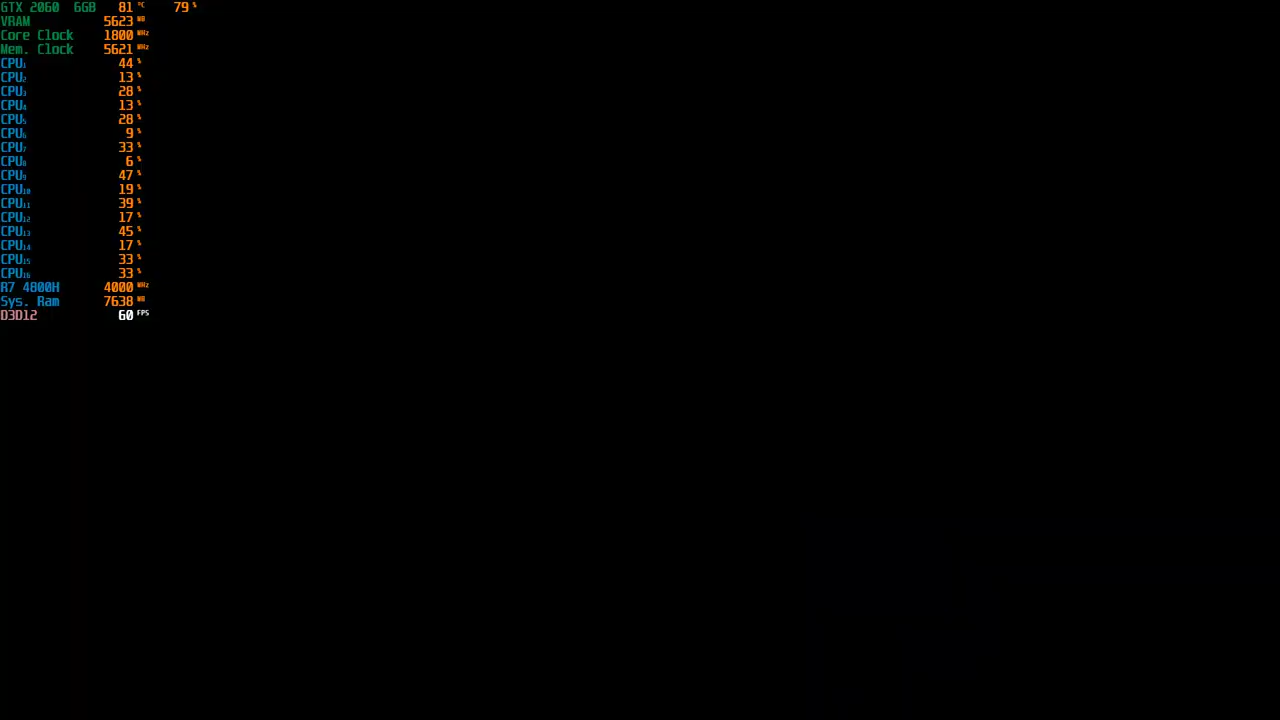 GTX 2060 6GB 81 °C 79 %
VRAM 5623 MB
Core Clock 1800 MHz
Mem. Clock 5621 MHz
CPU1 44 %
CPU2 13 %
CPU3 28 %
CPU4 13 %
CPU5 28 %
CPU6 9 %
CPU7 33 %
CPU8 6 %
CPU9 47 %
CPU10 19 %
CPU11 39 %
CPU12 17 %
CPU13 45 %
CPU14 17 %
CPU15 33 %
CPU16 33 %
R7 4800H 4000 MHz
Sys. Ram 7638 MB
D3D12 60 FPS